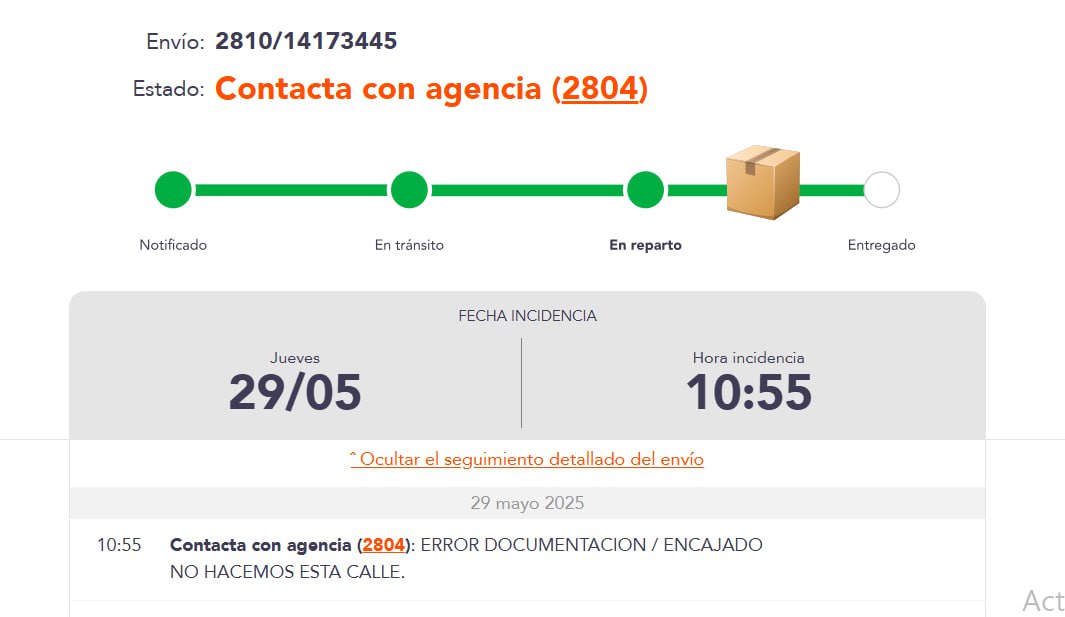 Envío: 2810/14173445
Estado: Contacta con agencia (2804)
Notificado En tránsito En reparto Entregado
FECHA INCIDENCIA
Jueves Hora incidencia
29/05 10:55
ˆ Ocultar el seguimiento detallado del envío
29 mayo 2025
10:55 Contacta con agencia (2804): ERROR DOCUMENTACION / ENCAJADO
NO HACEMOS ESTA CALLE.
Act